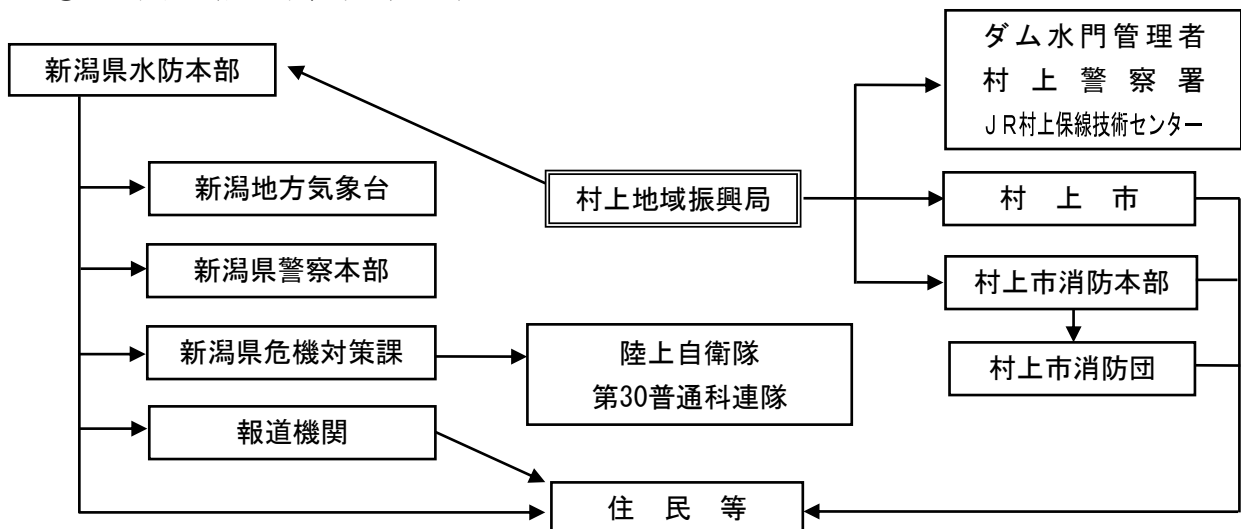 新潟県水防本部
ダム水門管理者
村上警察署
ＪＲ村上保線技術センター
新潟地方気象台
村上地域振興局
村上市
新潟県警察本部
村上市消防本部
新潟県危機対策課
陸上自衛隊
第30普通科連隊
村上市消防団
報道機関
住民等